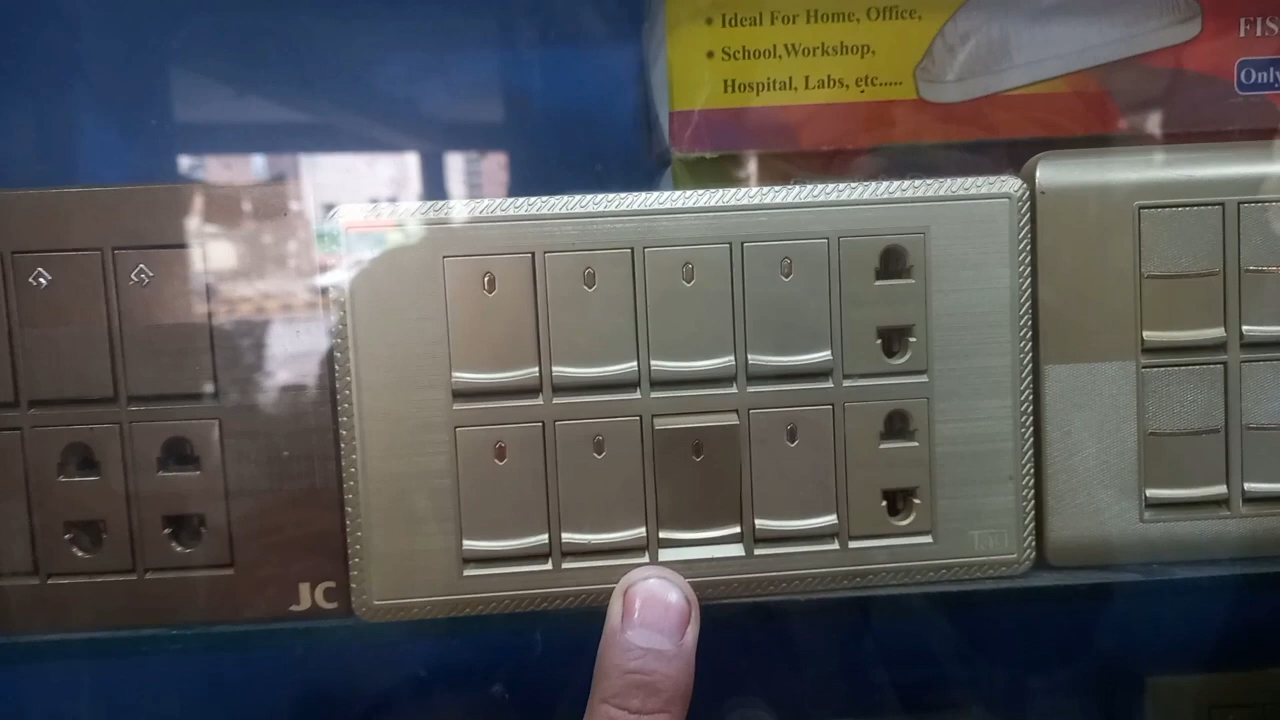 • Ideal For Home, Office,
• School,Workshop,
Hospital, Labs, etc.....
FIS
Only
JC